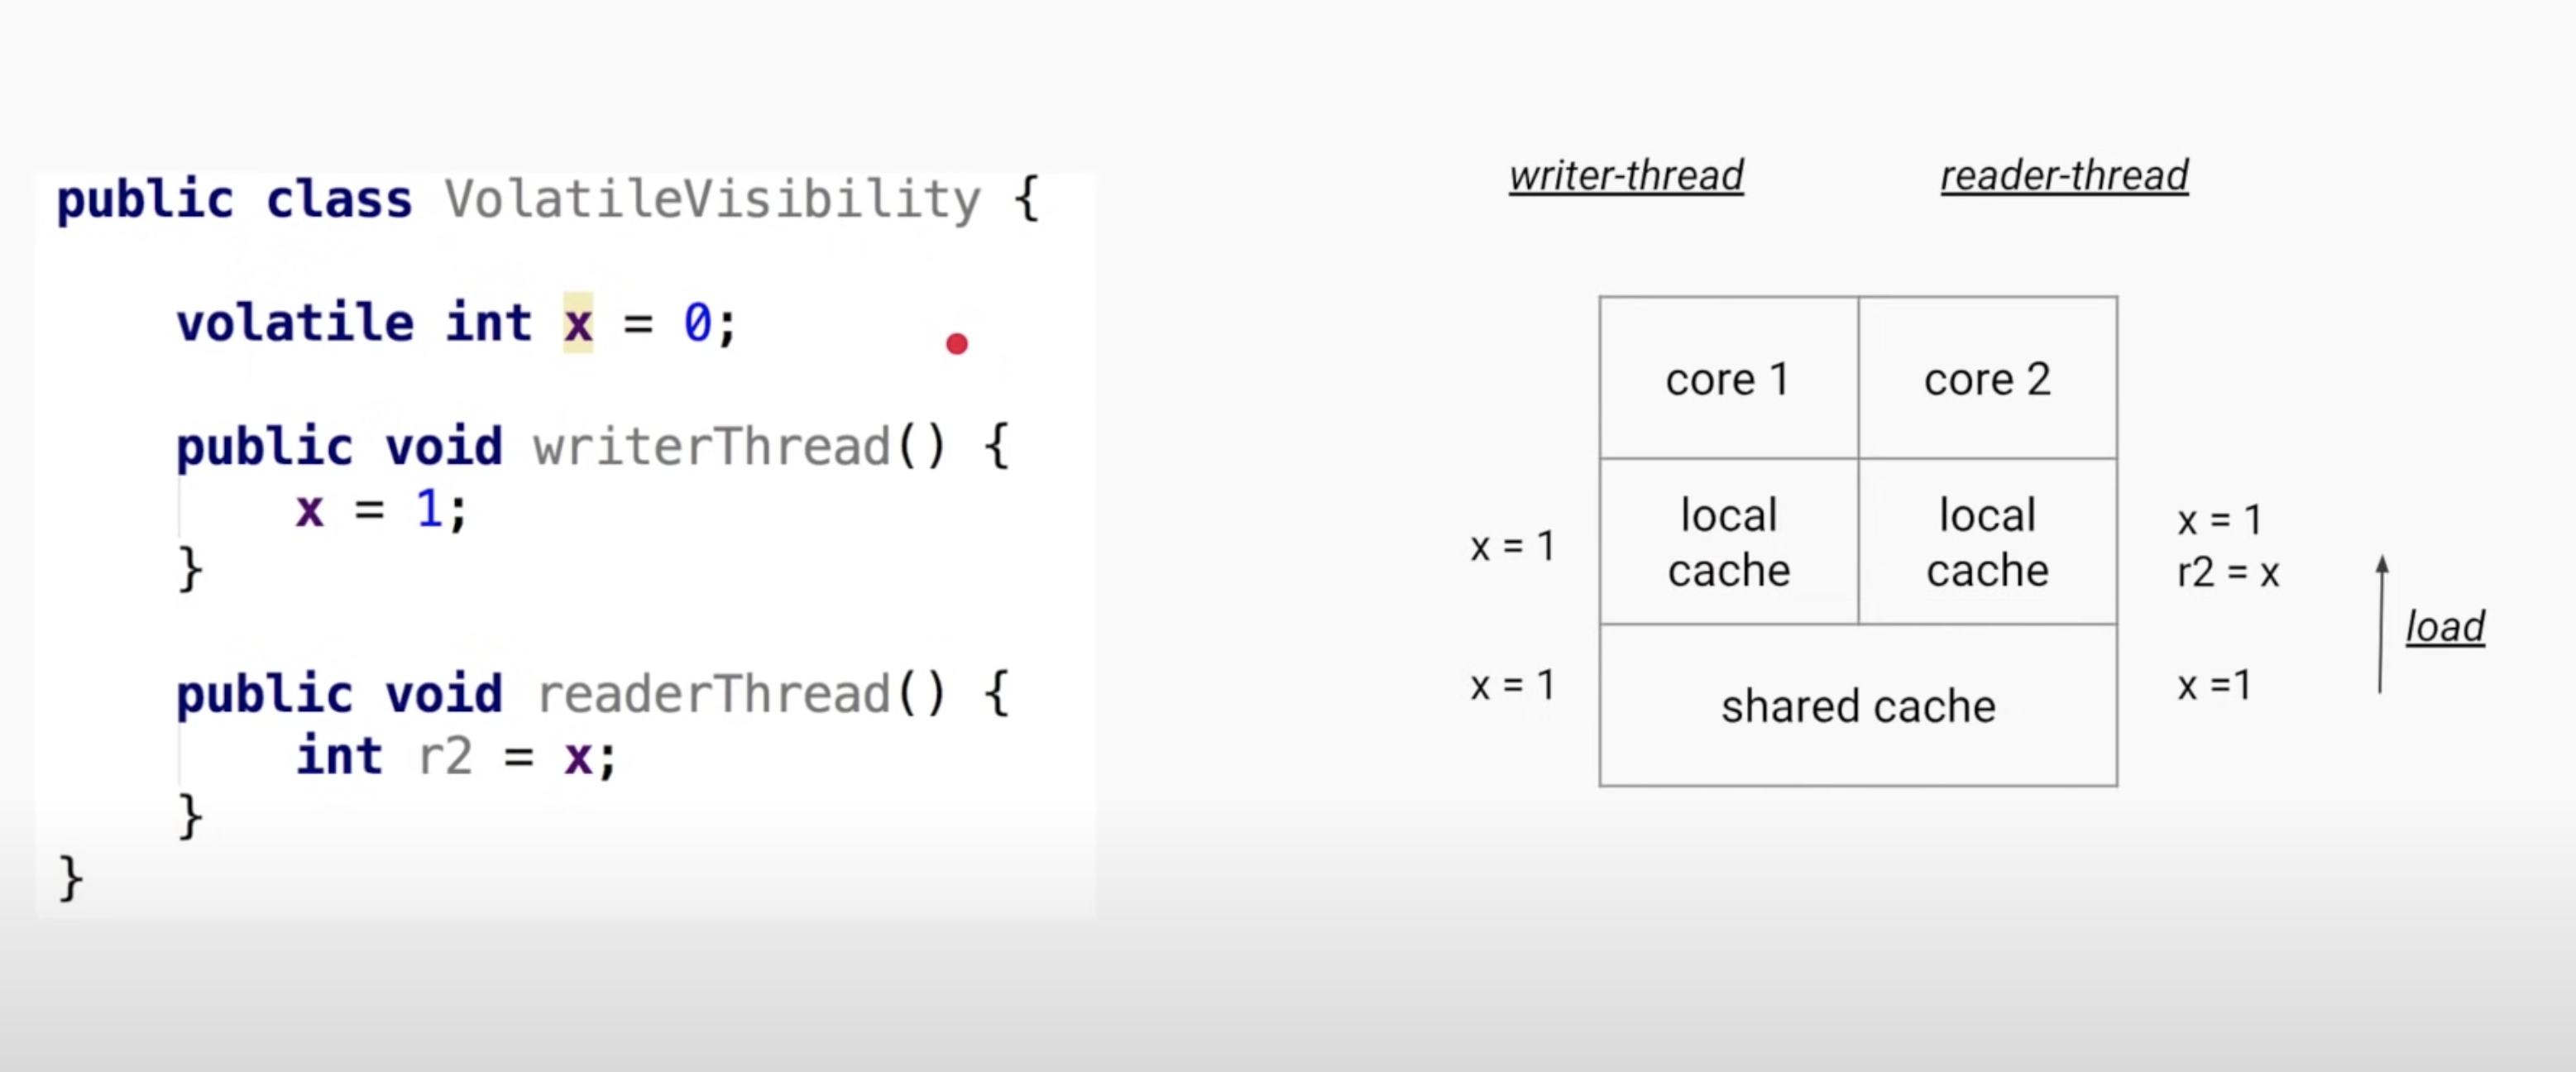 public class VolatileVisibility {
volatile int x = 0;
public void writerThread() {
x = 1;
}
public void readerThread() {
int r2 = x;
}
}
writer-thread
reader-thread
core 1
core 2
x = 1
local
cache
local
cache
x = 1
r2 = x
load
x = 1
shared cache
x =1